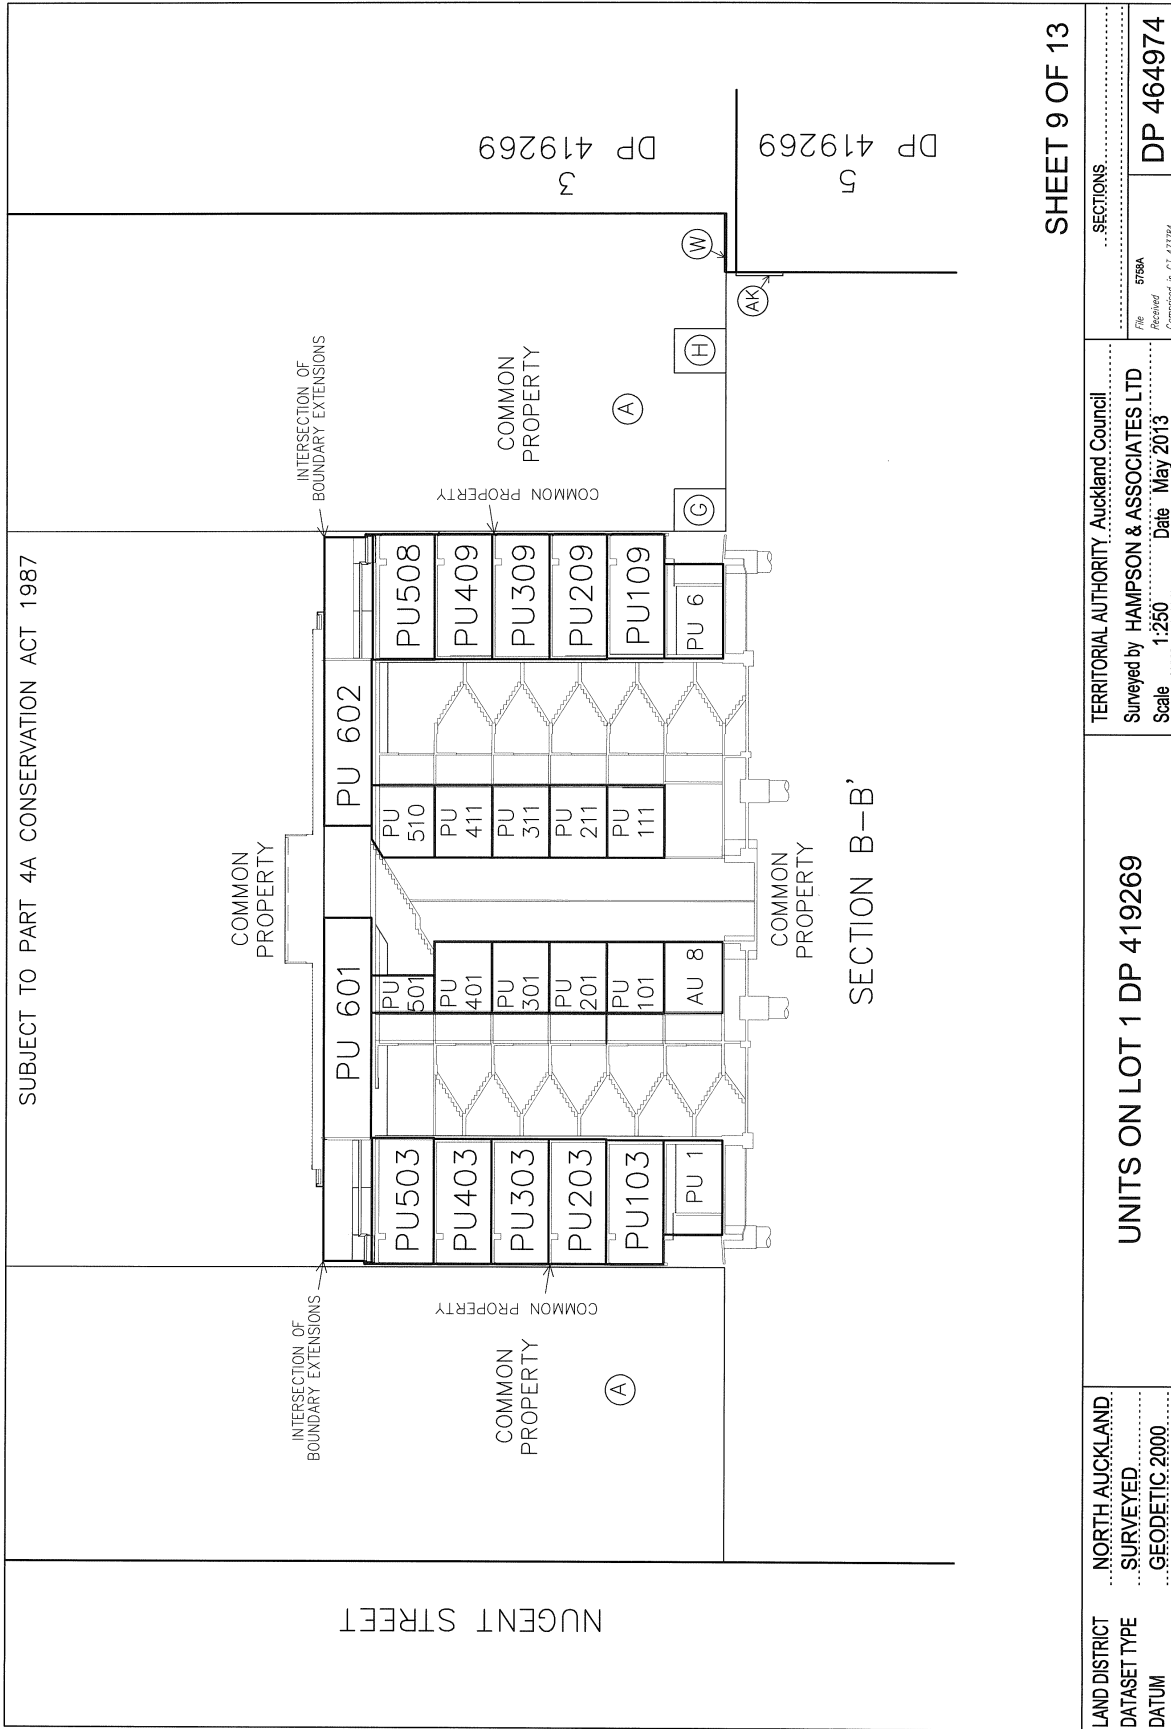 SUBJECT TO PART 4A CONSERVATION ACT 1987
NUGENT STREET
INTERSECTION OF
BOUNDARY EXTENSIONS
COMMON PROPERTY
COMMON
PROPERTY
A
COMMON
PROPERTY
PU 601
PU 602
PU503
PU403
PU303
PU203
PU103
PU 1
PU
501
PU
401
PU
301
PU
201
PU
101
AU 8
PU
510
PU
411
PU
311
PU
211
PU
111
PU508
PU409
PU309
PU209
PU109
PU 6
COMMON
PROPERTY
SECTION B-B'
INTERSECTION OF
BOUNDARY EXTENSIONS
COMMON PROPERTY
COMMON
PROPERTY
A
G
H
W
AK
3
DP 419269
5
DP 419269
SHEET 9 OF 13
LAND DISTRICT NORTH AUCKLAND
DATASET TYPE SURVEYED
DATUM GEODETIC 2000
UNITS ON LOT 1 DP 419269
TERRITORIAL AUTHORITY Auckland Council
Surveyed by HAMPSON & ASSOCIATES LTD
Scale 1:250 Date May 2013
SECTIONS
File 5758A
Received
DP 464974